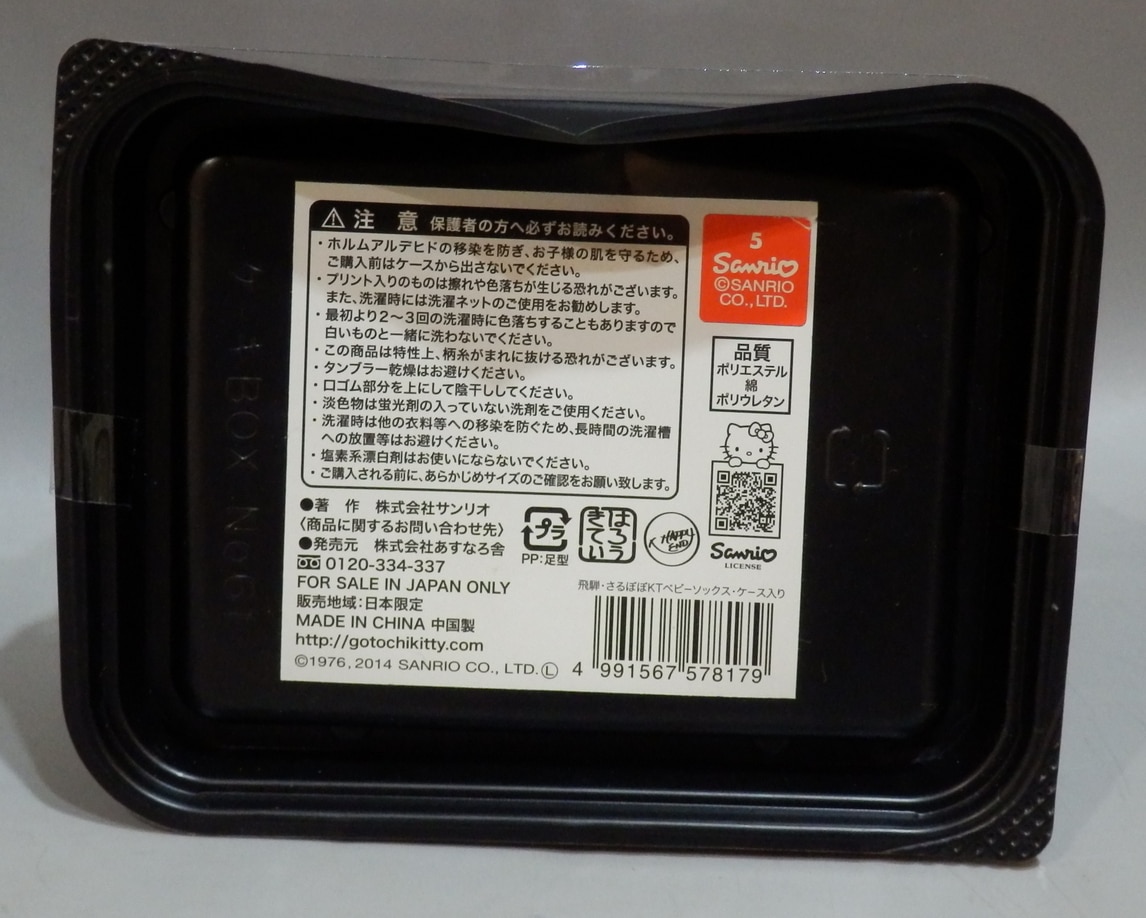 ⚠注 意 保護者の方へ必ずお読みください。
・ホルムアルデヒドの移染を防ぎ、お子様の肌を守るため、
ご購入前はケースから出さないでください。
・プリント入りのものは擦れや色落ちが生じる恐れがございます。
また、洗濯時には洗濯ネットのご使用をお勧めします。
・最初より2〜3回の洗濯時に色落ちすることもありますので
白いものと一緒に洗わないでください。
・この商品は特性上、柄糸がまれに抜ける恐れがございます。
・タンブラー乾燥はお避けください。
・口ゴム部分を上にして陰干ししてください。
・淡色物は蛍光剤の入っていない洗剤をご使用ください。
・洗濯時は他の衣料等への移染を防ぐため、長時間の洗濯槽
への放置等はお避けください。
・塩素系漂白剤はお使いにならないでください。
・ご購入される前に、あらかじめサイズのご確認をお願い致します。
5
Sanrio
©SANRIO
CO.,LTD.
品質
ポリエステル
綿
ポリウレタン
Sanrio
LICENSE
●著 作 株式会社サンリオ
〈商品に関するお問い合わせ先〉
●発売元 株式会社あすなろ舎
0120-334-337
FOR SALE IN JAPAN ONLY
販売地域:日本限定
MADE IN CHINA 中国製
http://gotochikitty.com
©1976, 2014 SANRIO CO., LTD. Ⓛ
プラ
PP:足型
はろう
きてい
HAPPY
END
飛騨・さるぼぼKTベビーソックス・ケース入り
4 991567 578179
A BOX No.61